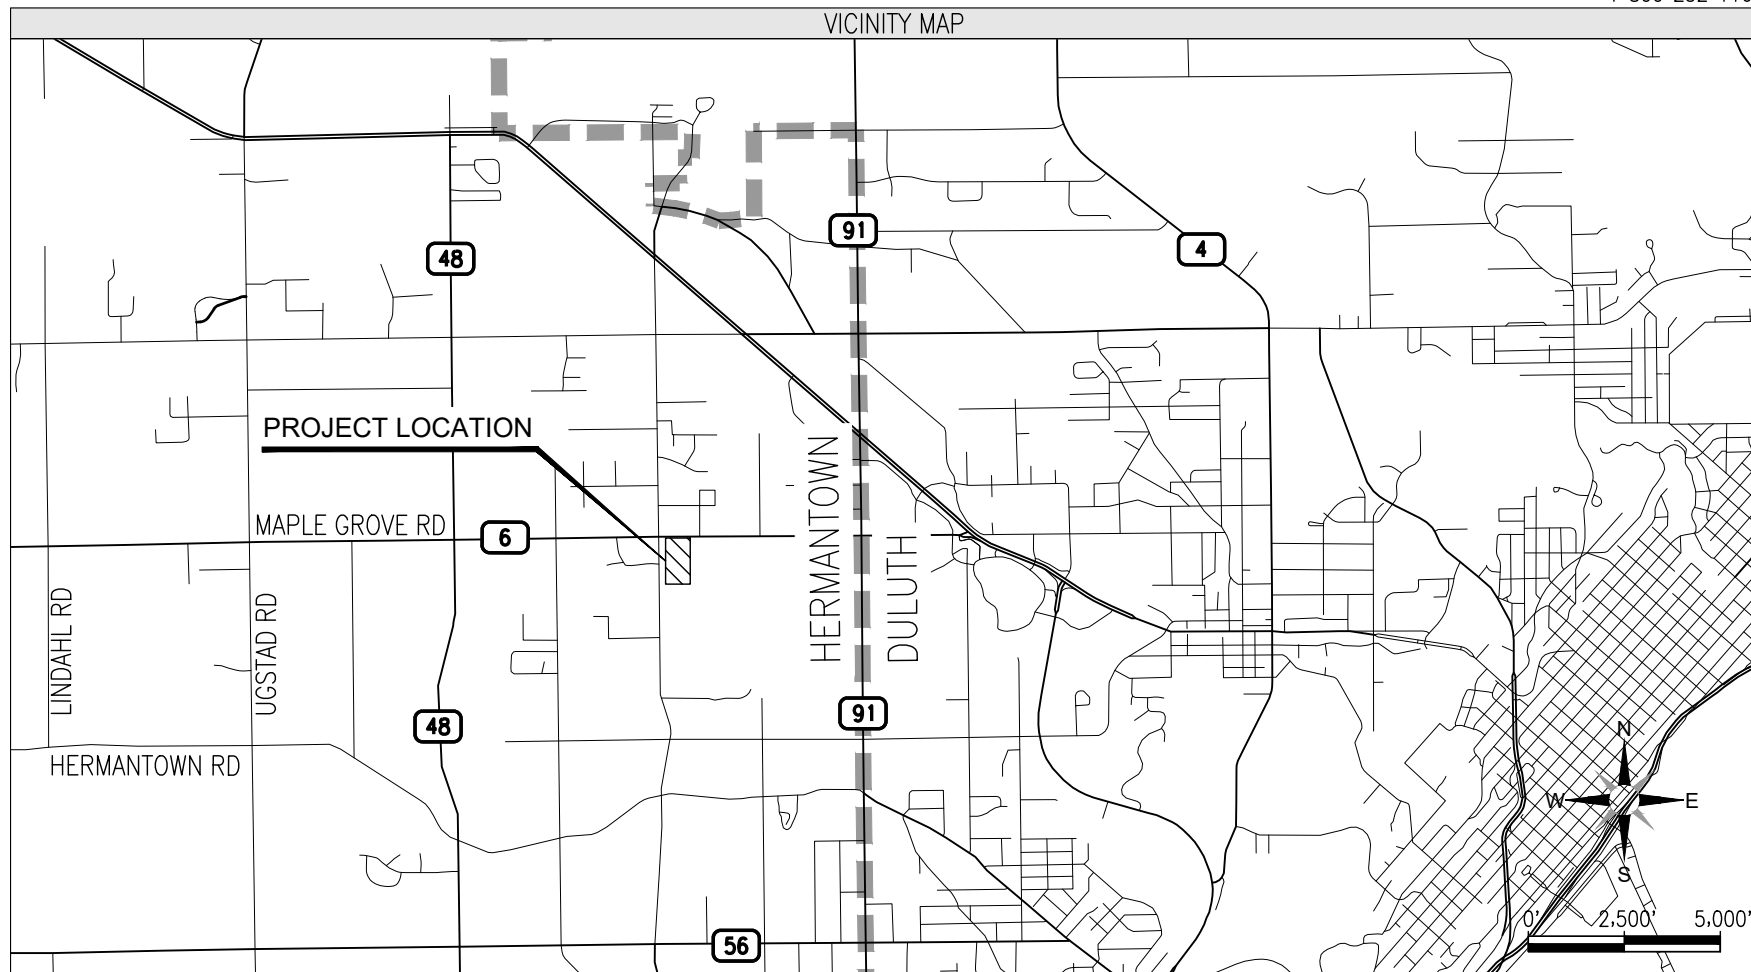 VICINITY MAP
91
4
48
PROJECT LOCATION
MAPLE GROVE RD
6
HERMANTOWN
DULUTH
LINDAHL RD
UGSTAD RD
91
48
HERMANTOWN RD
N
W
E
S
0' 2,500' 5,000'
56